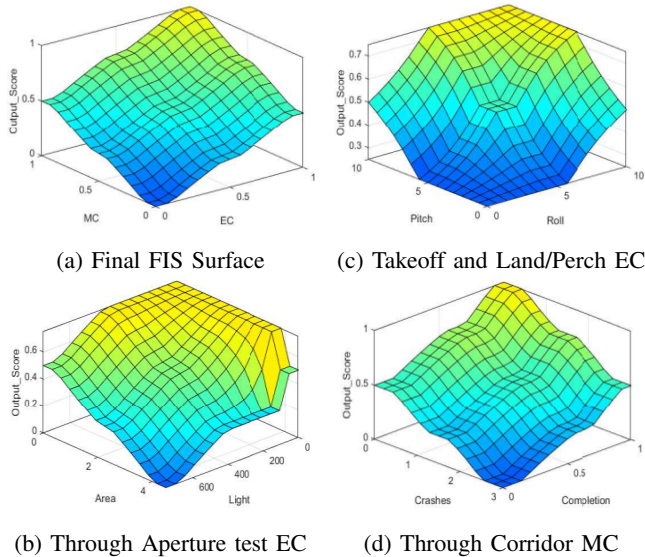 1
0.5
0
1
0.5
0
0
0.5
1
Output_Score
MC
EC
(a) Final FIS Surface
0.7
0.6
0.5
0.4
0.3
10
5
0
0
5
10
Output_Score
Pitch
Roll
(c) Takeoff and Land/Perch EC
0.6
0.4
0.2
0
0
2
4
600
400
200
0
Output_Score
Area
Light
(b) Through Aperture test EC
1
0.5
0
0
1
2
3
0
0.5
1
Output_Score
Crashes
Completion
(d) Through Corridor MC